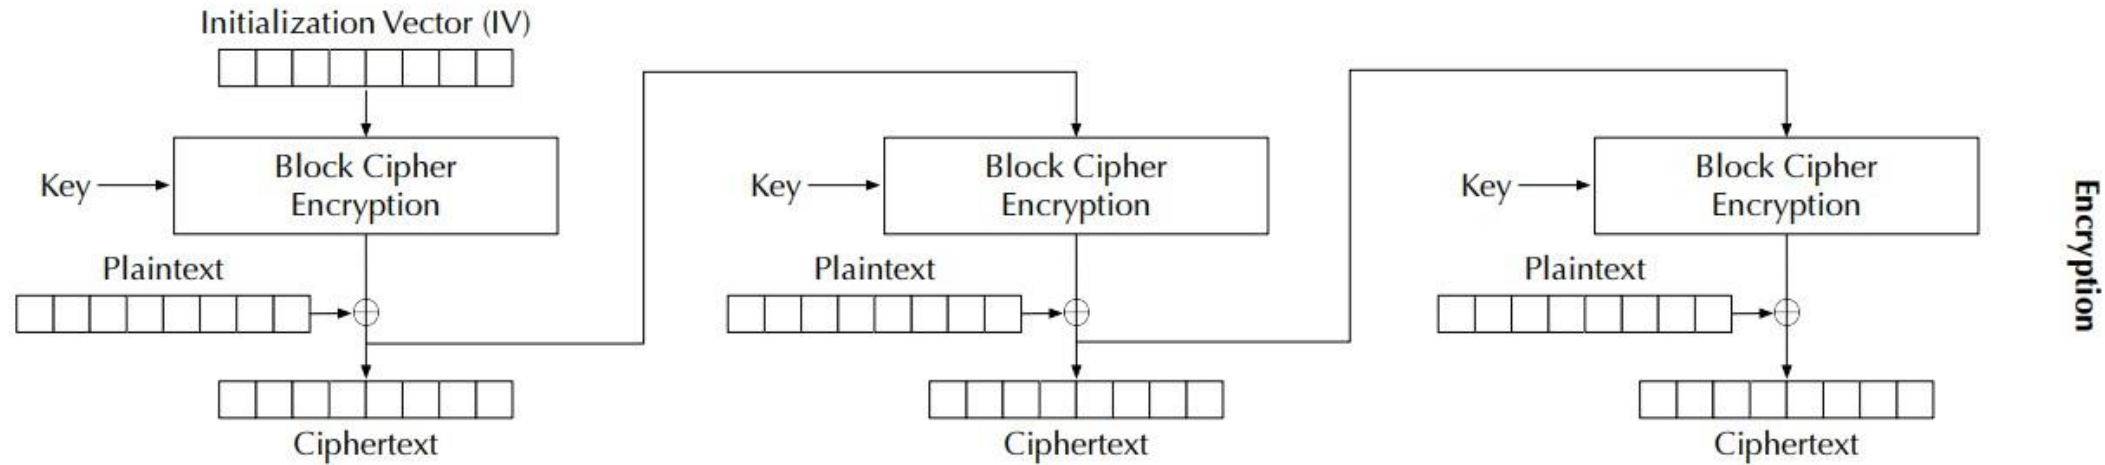 Initialization Vector (IV)
Key
Block Cipher
Encryption
Plaintext
Ciphertext
Key
Block Cipher
Encryption
Plaintext
Ciphertext
Key
Block Cipher
Encryption
Plaintext
Ciphertext
Encryption